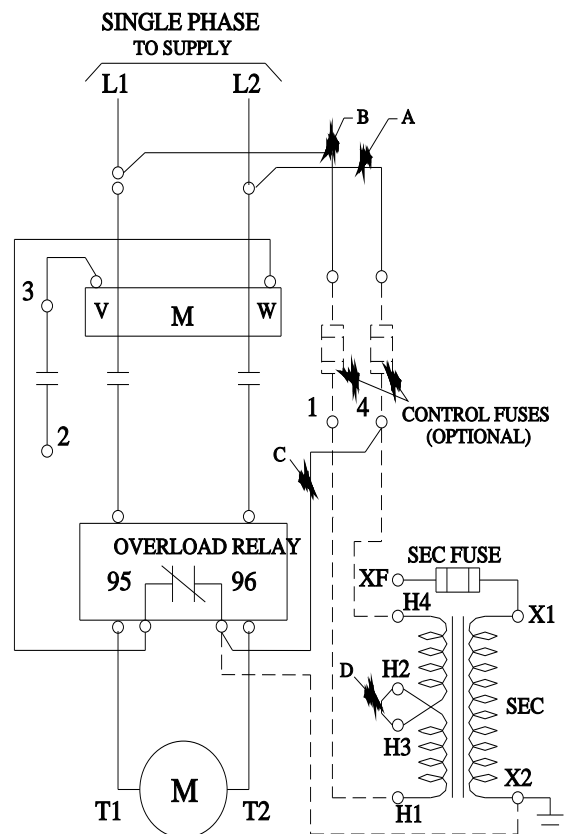 SINGLE PHASE
TO SUPPLY
L1 L2
B A
3
V M W
2
1 4
CONTROL FUSES
(OPTIONAL)
C
OVERLOAD RELAY
95 96
SEC FUSE
XF
H4 X1
D H2
SEC
H3
X2
H1
T1 M T2